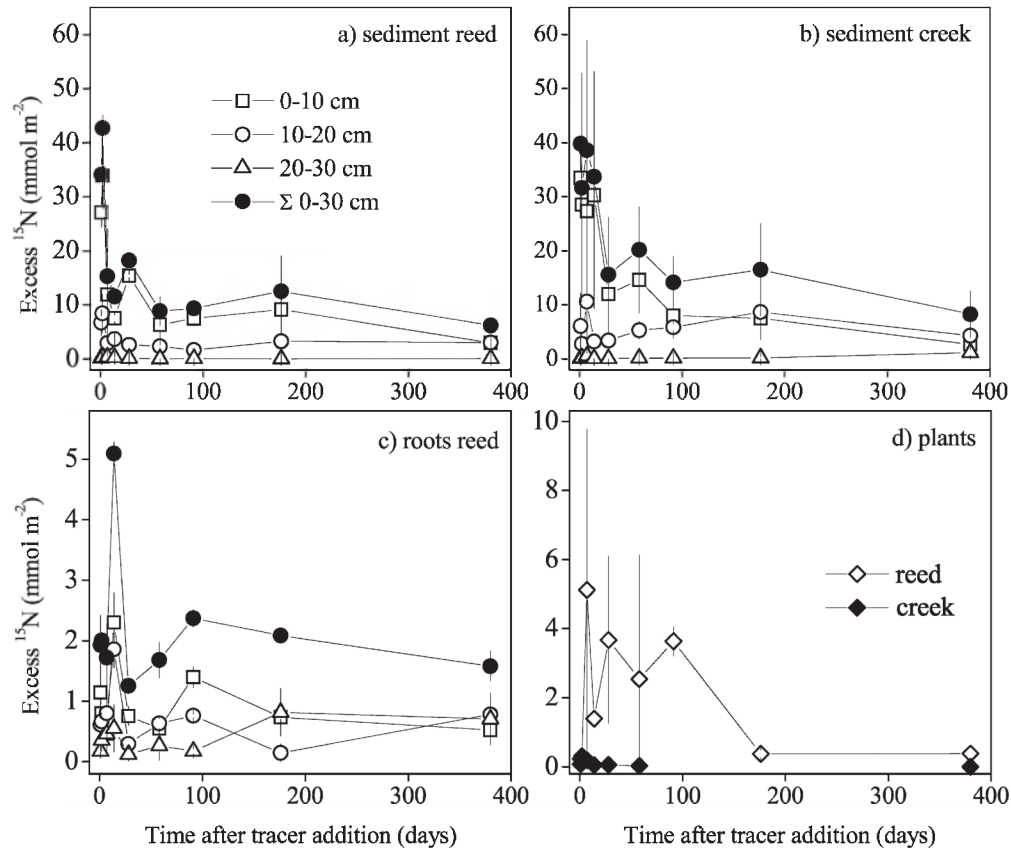 a) sediment reed
60
50
40
30
20
10
0
0-10 cm
10-20 cm
20-30 cm
Σ 0-30 cm
Excess ¹⁵N (mmol m⁻²)
0 100 200 300 400
b) sediment creek
60
50
40
30
20
10
0
0 100 200 300 400
c) roots reed
5
4
3
2
1
0
Excess ¹⁵N (mmol m⁻²)
0 100 200 300 400
Time after tracer addition (days)
d) plants
10
8
6
4
2
0
reed
creek
0 100 200 300 400
Time after tracer addition (days)